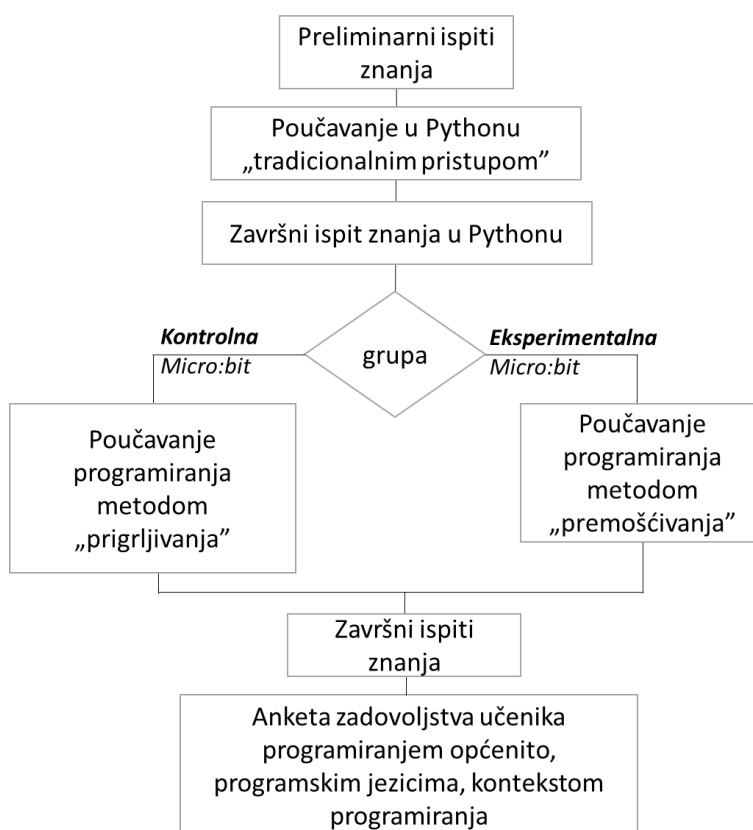 Preliminarni ispiti
znanja
Poučavanje u Pythonu
„tradicionalnim pristupom”
Završni ispit znanja u Pythonu
grupa
Kontrolna
Micro:bit
Eksperimentalna
Micro:bit
Poučavanje
programiranja
metodom
„prigrljivanja”
Poučavanje
programiranja
metodom
„premošćivanja”
Završni ispiti
znanja
Anketa zadovoljstva učenika
programiranjem općenito,
programskim jezicima, kontekstom
programiranja